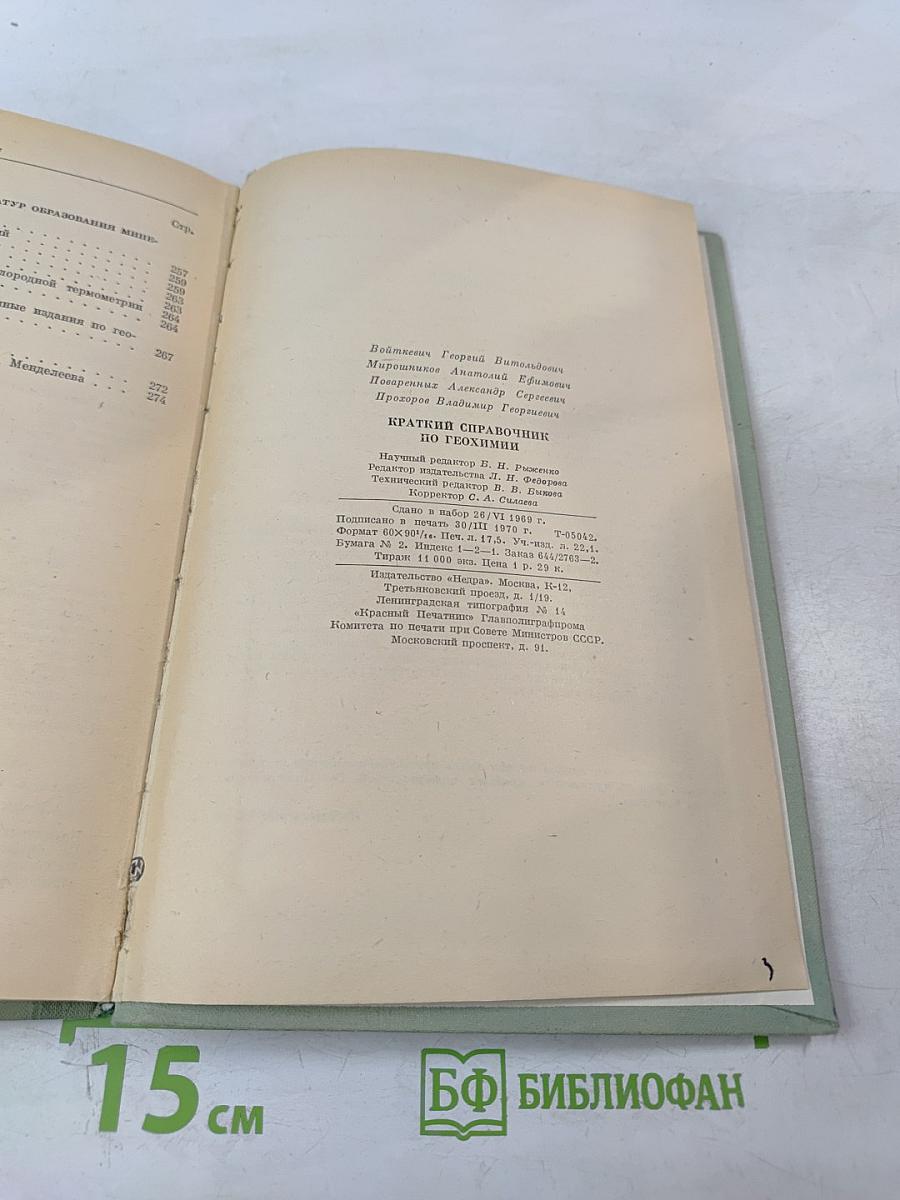 Стр.
АТУР ОБРАЗОВАНИЯ МИНЕ-
ий
257
259
259
263
лородной термометрии
263
264
264
нные издания по гео-
267
272
Менделеева . . . 274
Войткевич Георгий Витольдович
Мирошников Анатолий Ефимович
Поваренных Александр Сергеевич
Прохоров Владимир Георгиевич
КРАТКИЙ СПРАВОЧНИК
ПО ГЕОХИМИИ
Научный редактор Б. Н. Рыженко
Редактор издательства Л. Н. Федорова
Технический редактор В. В. Быкова
Корректор С. А. Силаева
Сдано в набор 26/VI 1969 г.
Подписано в печать 30/III 1970 г. Т-05042.
Формат 60×90¹/₁₆. Печ. л. 17,5. Уч.-изд. л. 22,1.
Бумага № 2. Индекс 1—2—1. Заказ 644/2763—2.
Тираж 11 000 экз. Цена 1 р. 29 к.
Издательство «Недра». Москва, К-12,
Третьяковский проезд, д. 1/19.
Ленинградская типография № 14
«Красный Печатник» Главполиграфпрома
Комитета по печати при Совете Министров СССР.
Московский проспект, д. 91.
15 см
БФ БИБЛИОФАН